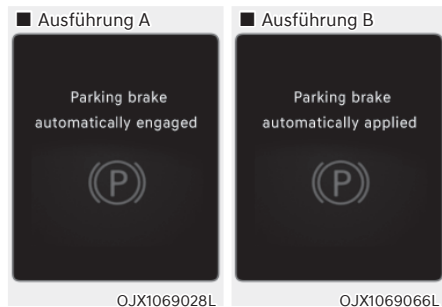 ■ Ausführung A
Parking brake
automatically engaged
(P)
OJX1069028L
■ Ausführung B
Parking brake
automatically applied
(P)
OJX1069066L